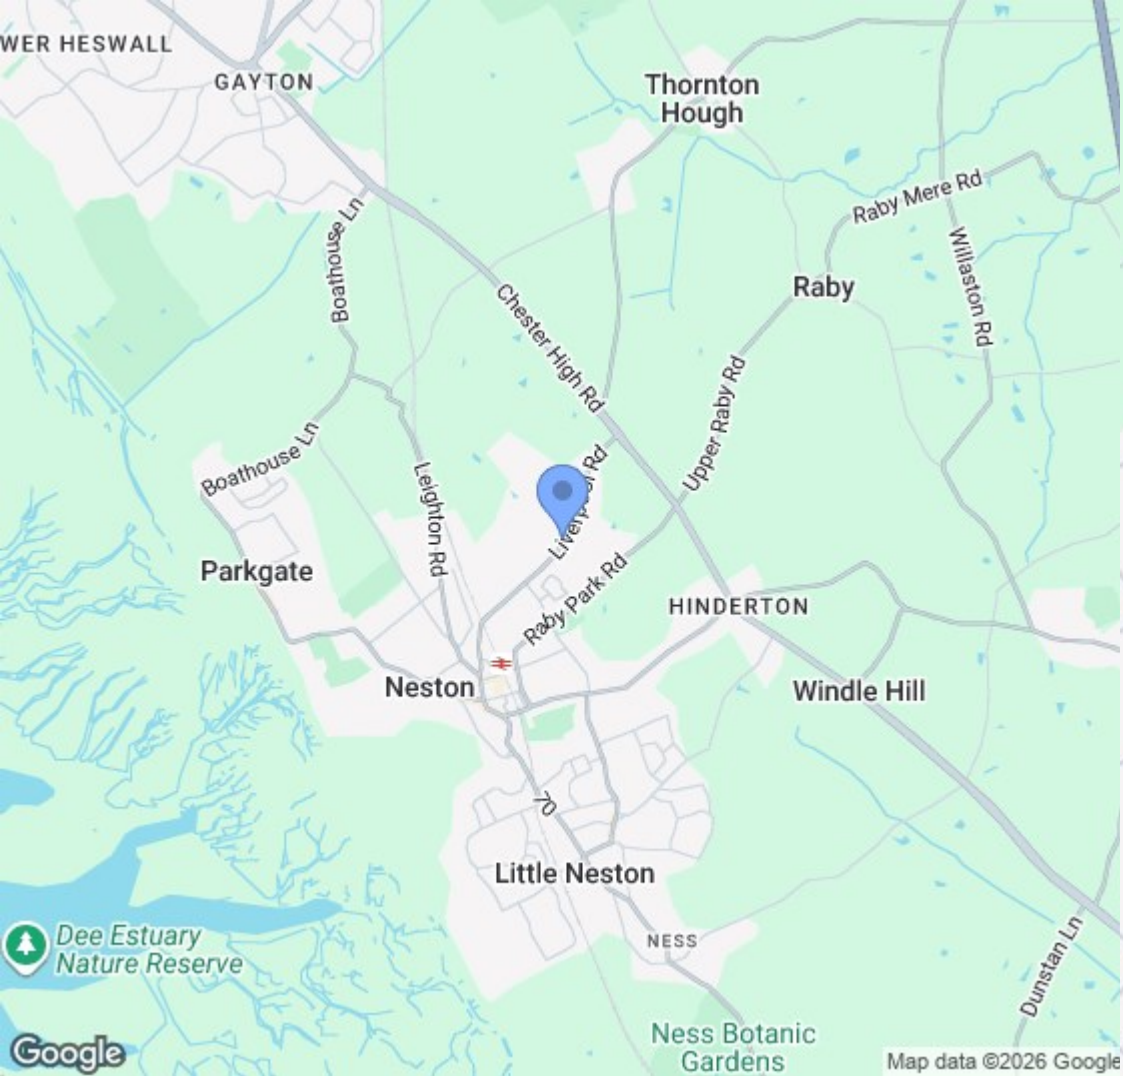 WER HESWALL
GAYTON
Thornton
Hough
Raby Mere Rd
Boathouse Ln
Willaston Rd
Raby
Chester High Rd
Upper Raby Rd
Boathouse Ln
Leighton Rd
Rd
Parkgate
Raby Park Rd
HINDERTON
Neston
Windle Hill
70
Little Neston
Dee Estuary
Nature Reserve
NESS
Dunstan Ln
Ness Botanic
Gardens
Google
Map data ©2026 Google